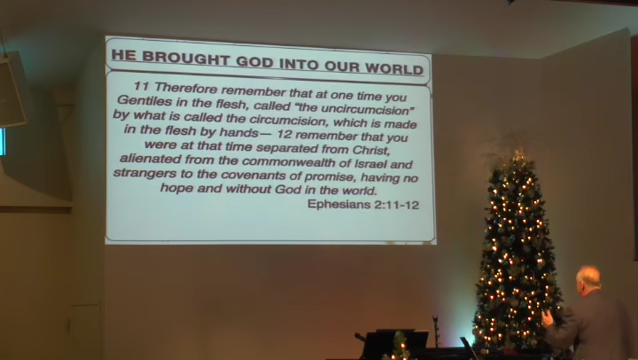 HE BROUGHT GOD INTO OUR WORLD
11 Therefore remember that at one time you
Gentiles in the flesh, called “the uncircumcision”
by what is called the circumcision, which is made
in the flesh by hands— 12 remember that you
were at that time separated from Christ,
alienated from the commonwealth of Israel and
strangers to the covenants of promise, having no
hope and without God in the world.
Ephesians 2:11-12